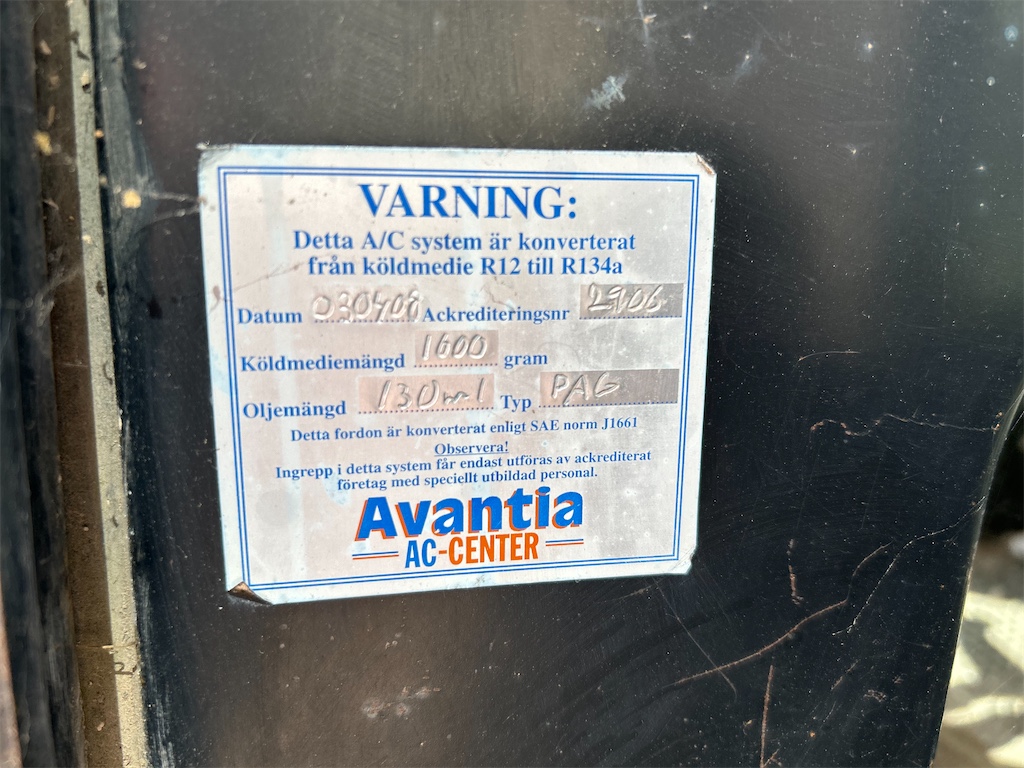 VARNING:
Detta A/C system är konverterat
från köldmedie R12 till R134a
Datum 030408 Ackrediteringsnr 2906
Köldmediemängd 1600 gram
Oljemängd 130ml Typ PAG
Detta fordon är konverterat enligt SAE norm J1661
Observera!
Ingrepp i detta system får endast utföras av ackrediterat
företag med speciellt utbildad personal.
Avantia
AC-CENTER